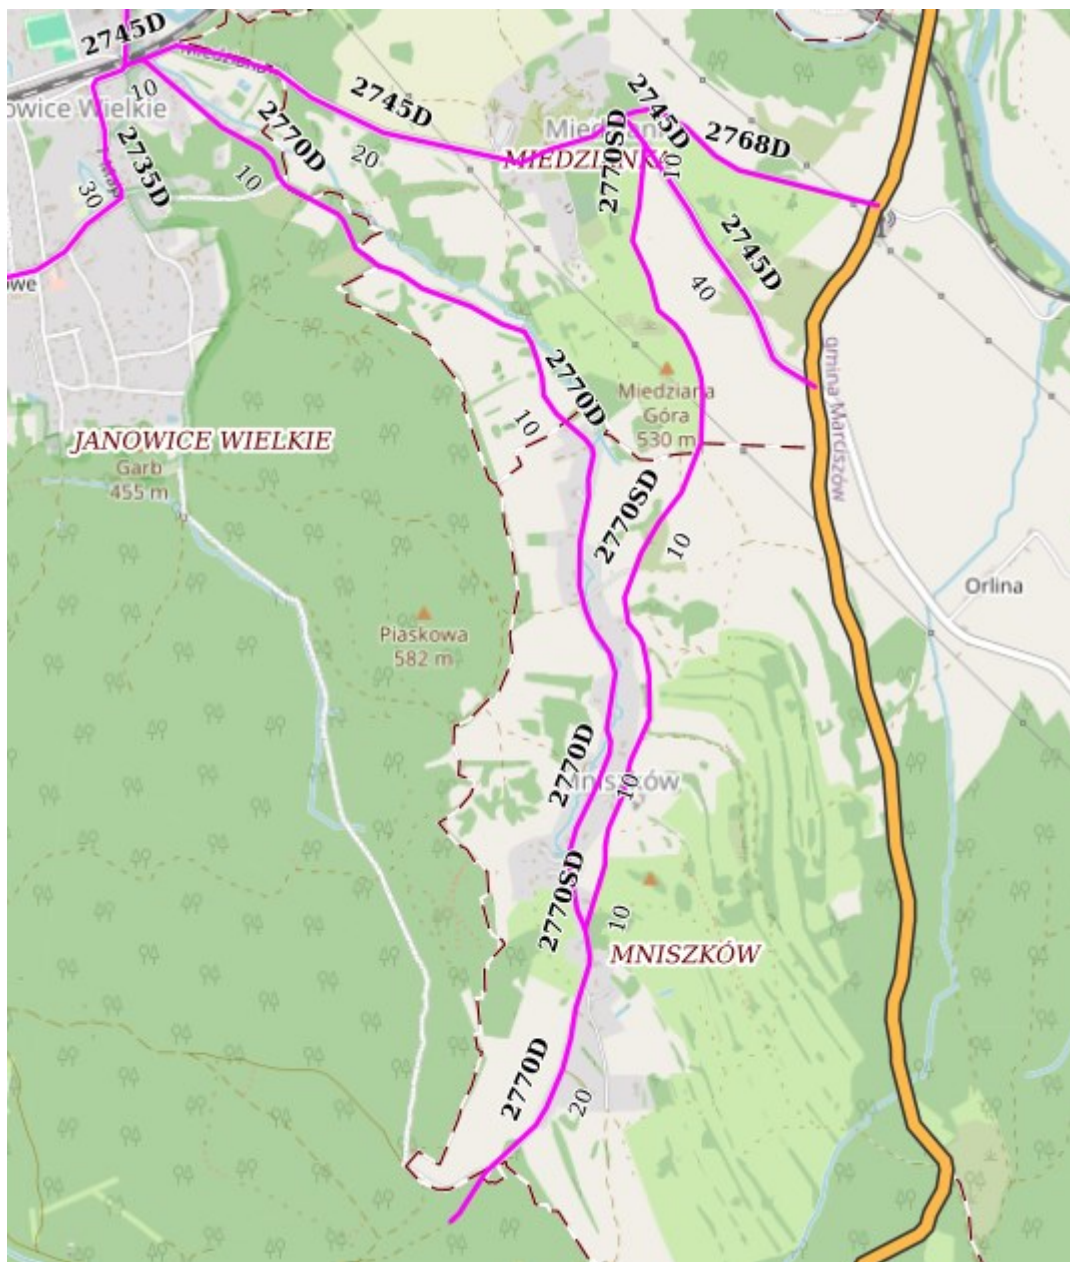 2745D
Miedziana
10
owice Wielkie
2735D
30
owe
2770D
10
2745D
20
MIEDZIANKA
2770SD
2745D
10
2768D
2745D
40
gmina Marciszów
2770D
10
Miedziana
Góra
530 m
JANOWICE WIELKIE
Garb
455 m
2770SD
10
Orlina
Piaskowa
582 m
2770D
Mniszków
10
2770SD
10
MNISZKÓW
2770D
20